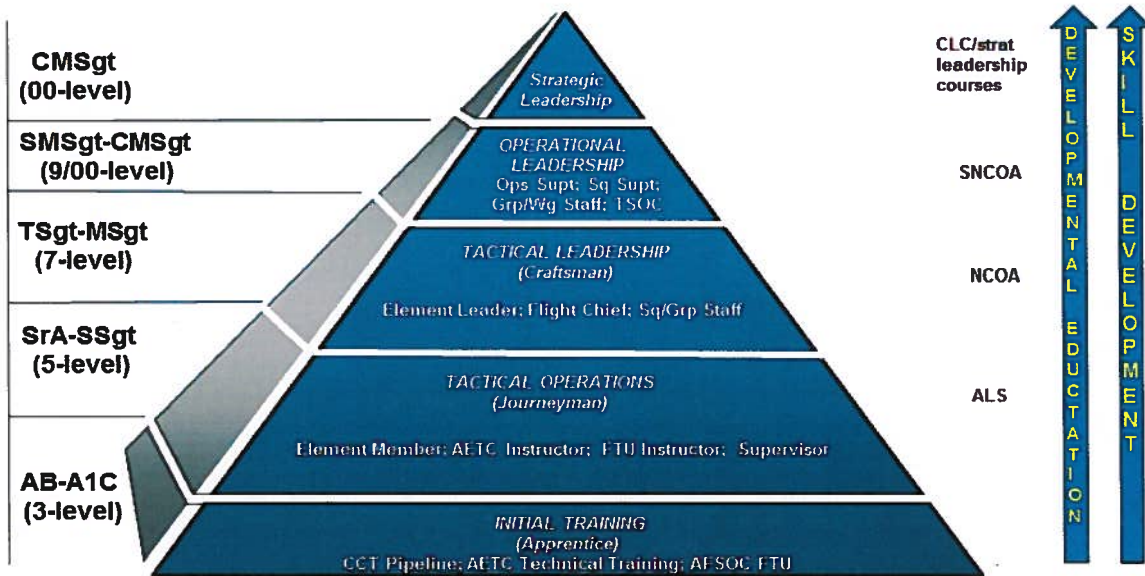 CMSgt
(00-level)
SMSgt-CMSgt
(9/00-level)
TSgt-MSgt
(7-level)
SrA-SSgt
(5-level)
AB-A1C
(3-level)
Strategic
Leadership
OPERATIONAL
LEADERSHIP
Ops Supt; Sq Supt;
Grp/Wg Staff; TSOC
TACTICAL LEADERSHIP
(Craftsman)
Element Leader; Flight Chief; Sq/Grp Staff
TACTICAL OPERATIONS
(Journeyman)
Element Member; AETC Instructor; FTU Instructor; Supervisor
INITIAL TRAINING
(Apprentice)
CCT Pipeline; AETC Technical Training; AFSOC FTU
CLC/strat
leadership
courses
SNCOA
NCOA
ALS
DEVELOPMENTAL EDUCTATION
SKILL DEVELOPMENT